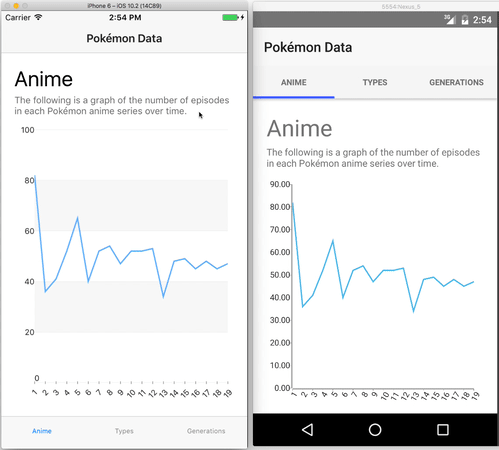 iPhone 6 – iOS 10.2 (14C89)
Carrier
2:54 PM
Pokémon Data
Anime
The following is a graph of the number of episodes
in each Pokémon anime series over time.
100
80
60
40
20
0
1 2 3 4 5 6 7 8 9 10 11 12 13 14 15 16 17 18 19
Anime
Types
Generations
5554:Nexus_5
3G
2:54
Pokémon Data
ANIME
TYPES
GENERATIONS
Anime
The following is a graph of the number of episodes
in each Pokémon anime series over time.
90.00
80.00
70.00
60.00
50.00
40.00
30.00
20.00
10.00
0.00
1 2 3 4 5 6 7 8 9 10 11 12 13 14 15 16 17 18 19